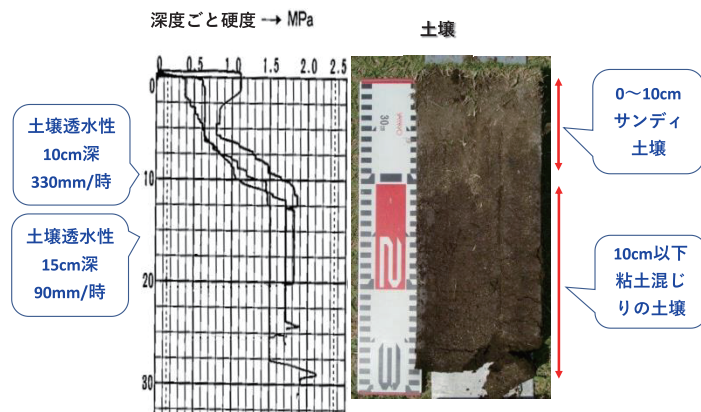 深度ごと硬度 → MPa
土壌
0 0.5 1.0 1.5 2.0 2.5
0
10
20
30
土壌透水性
10cm深
330mm/時
土壌透水性
15cm深
90mm/時
30
2
3
0〜10cm
サンディ
土壌
10cm以下
粘土混じ
りの土壌